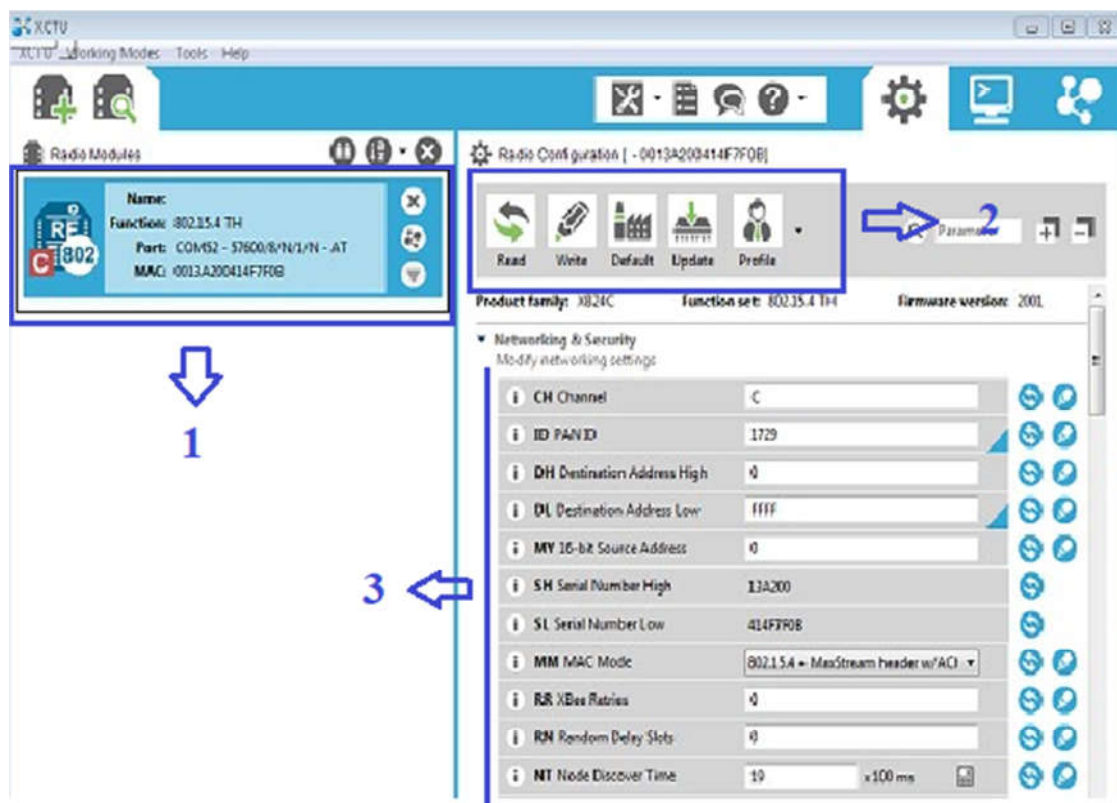 XCTU
XCTU Working Modes Tools Help
Radio Modules
Radio Configuration [ - 0013A200414F7F0B]
Name:
Function: 802.15.4 TH
Port: COM52 - 57600/8/N/1/N - AT
MAC: 0013A200414F7F0B
RF
C 802
Read Write Default Update Profile
2
Parameter
Product family: XB24C Function set: 802.15.4 TH Firmware version: 2001
1
3
Networking & Security
Modify networking settings
i CH Channel C
i ID PAN ID 1729
i DH Destination Address High 0
i DL Destination Address Low FFFF
i MY 16-bit Source Address 0
i SH Serial Number High 13A200
i SL Serial Number Low 414F7F0B
i MM MAC Mode 802.15.4 + MaxStream header w/ACK
i RR XBee Retries 0
i RN Random Delay Slots 0
i NT Node Discover Time 19 x100 ms